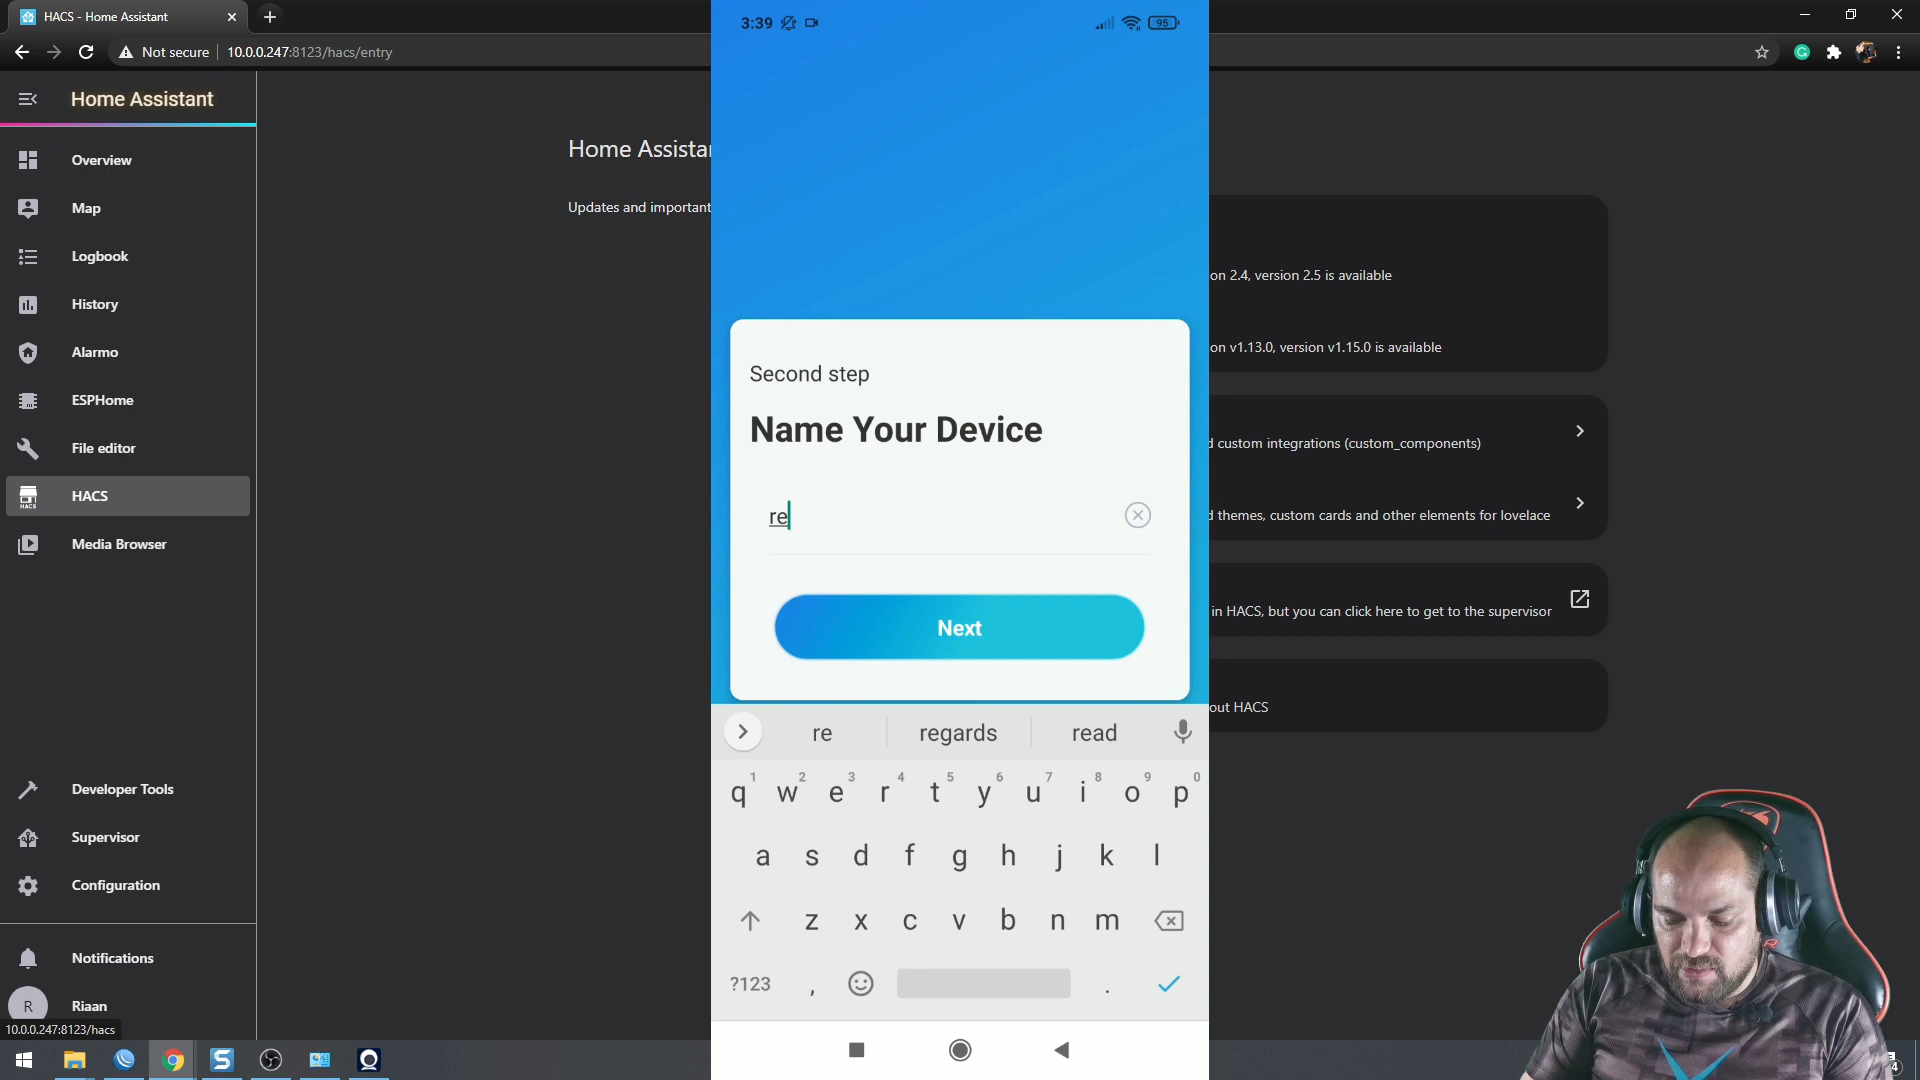 HACS - Home Assistant
Not secure
10.0.0.247:8123/hacs/entry
Home Assistant
Overview
Map
Logbook
History
Alarmo
ESPHome
File editor
HACS
HACS
Media Browser
Developer Tools
Supervisor
Configuration
Notifications
R
Riaan
10.0.0.247:8123/hacs
Home Assista
Updates and important
3:39
95
Second step
Name Your Device
re
Next
re
regards
read
q 1 w 2 e 3 r 4 t 5 y 6 u 7 i 8 o 9 p 0
a s d f g h j k l
z x c v b n m
?123 , .
on 2.4, version 2.5 is available
on v1.13.0, version v1.15.0 is available
d custom integrations (custom_components)
d themes, custom cards and other elements for lovelace
in HACS, but you can click here to get to the supervisor
out HACS
S
4